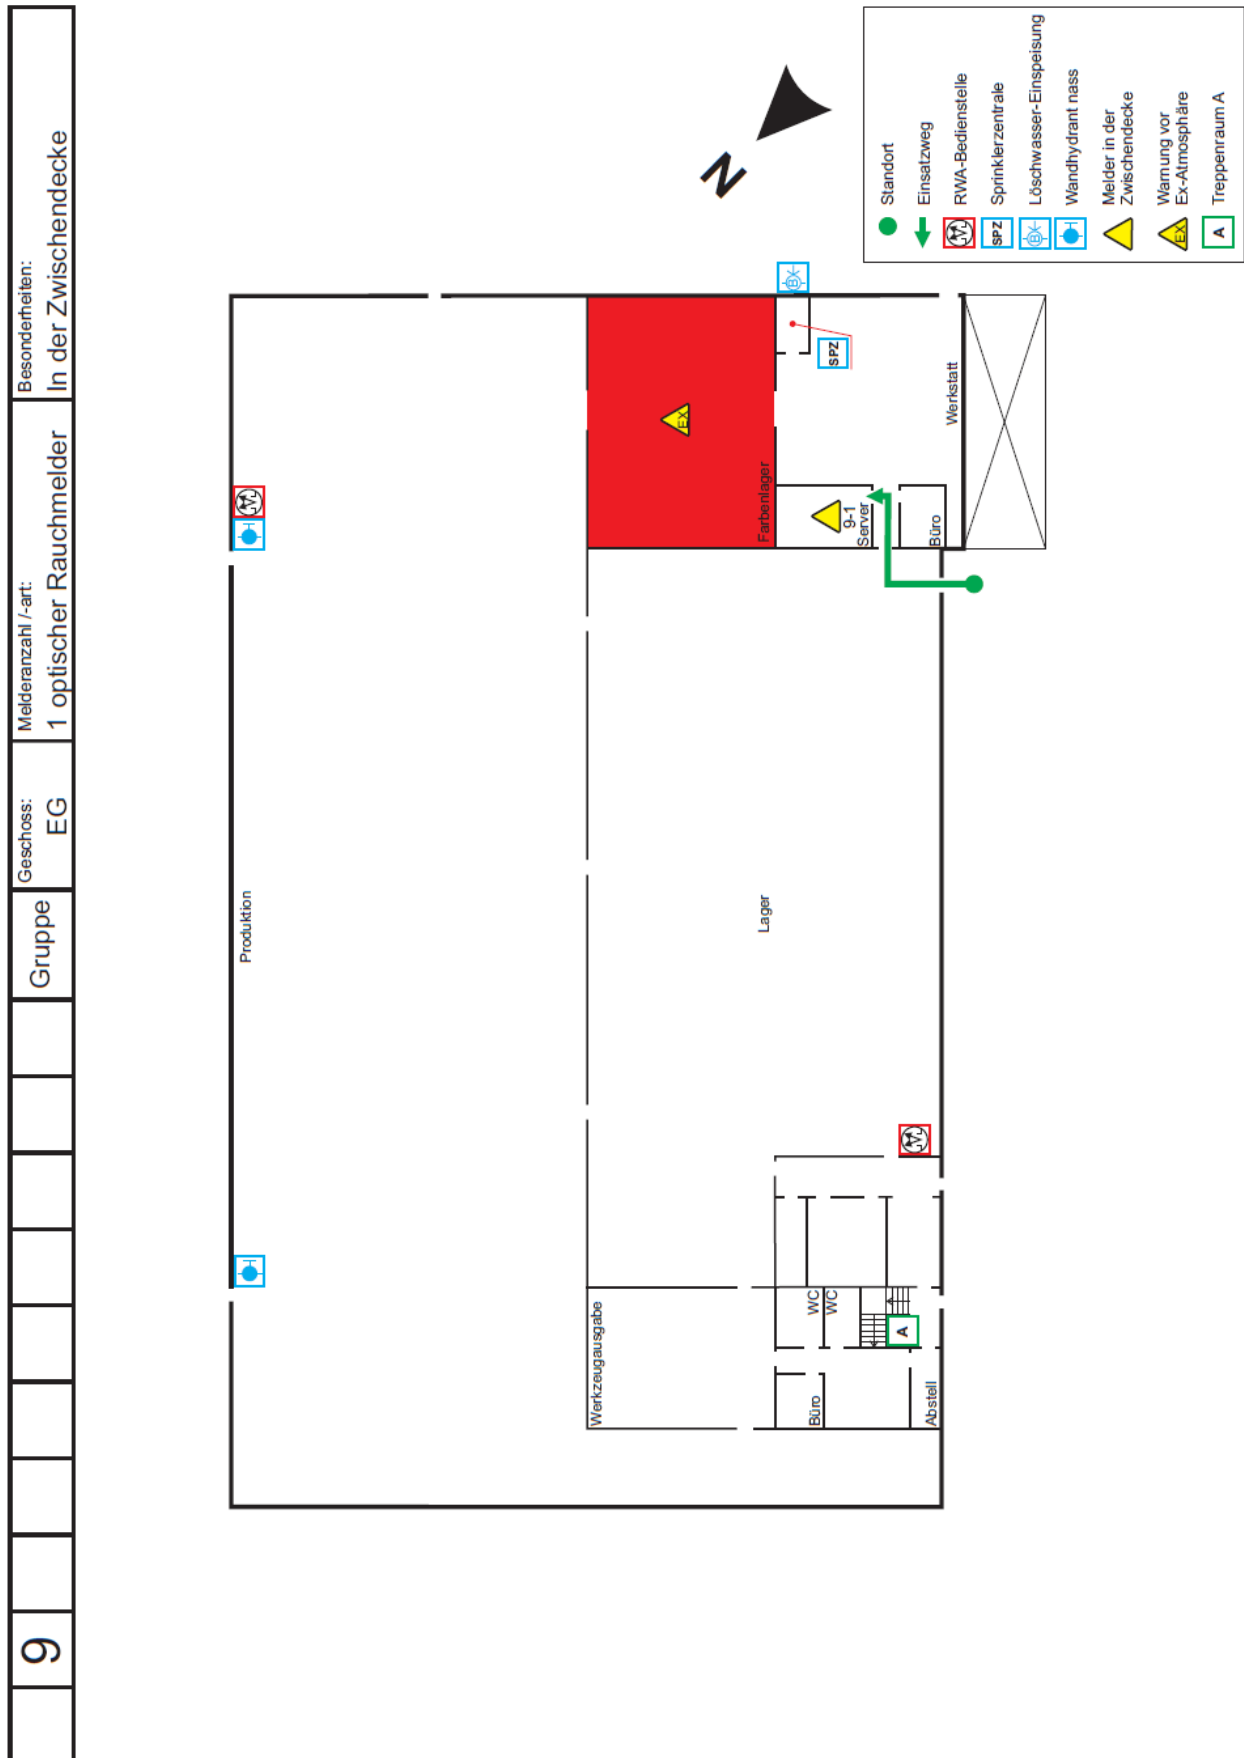 9
Gruppe
Geschoss:
EG
Melderanzahl /-art:
1 optischer Rauchmelder
Besonderheiten:
In der Zwischendecke
Produktion
Werkzeugausgabe
Lager
Farbenlager
EX
SPZ
B
9-1
Server
Büro
Werkstatt
WC
WC
A
Büro
Abstell
N
Standort
Einsatzweg
RWA-Bedienstelle
SPZ
Sprinklerzentrale
B
Löschwasser-Einspeisung
Wandhydrant nass
Melder in der
Zwischendecke
EX
Warnung vor
Ex-Atmosphäre
A
Treppenraum A